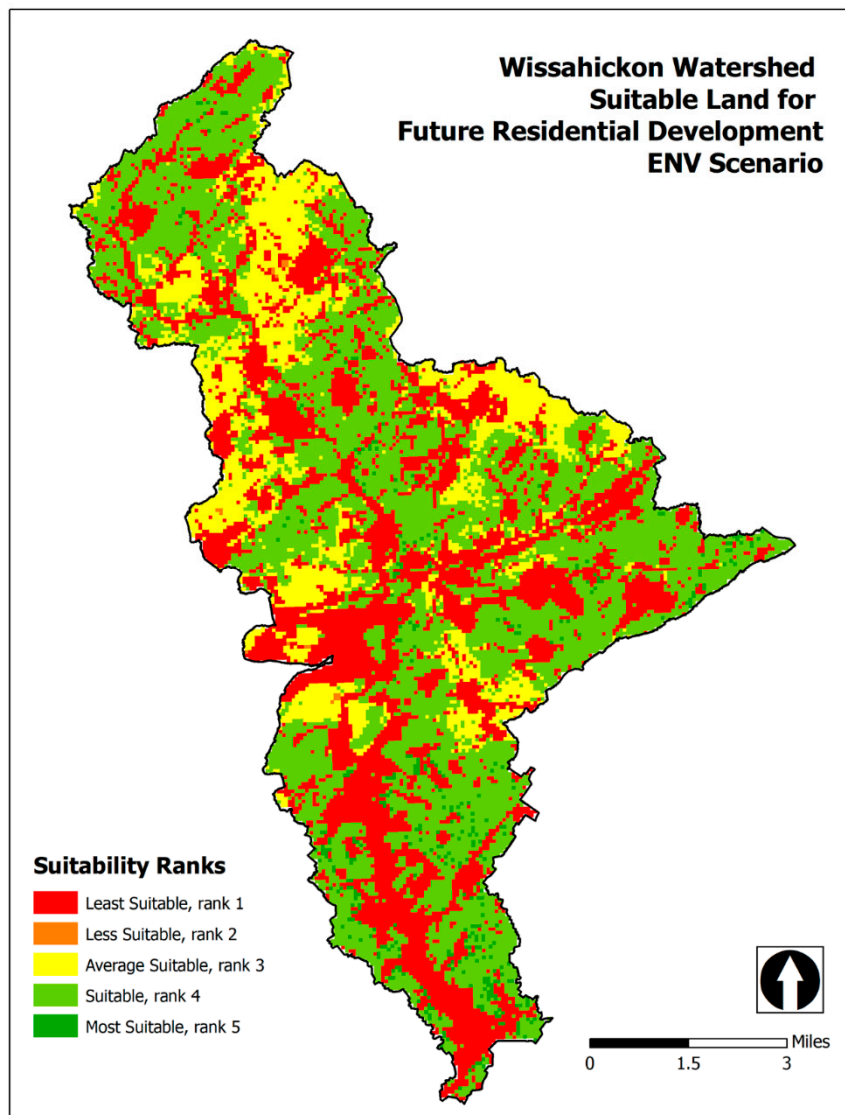 Wissahickon Watershed
Suitable Land for
Future Residential Development
ENV Scenario
Suitability Ranks
Least Suitable, rank 1
Less Suitable, rank 2
Average Suitable, rank 3
Suitable, rank 4
Most Suitable, rank 5
Miles
0 1.5 3